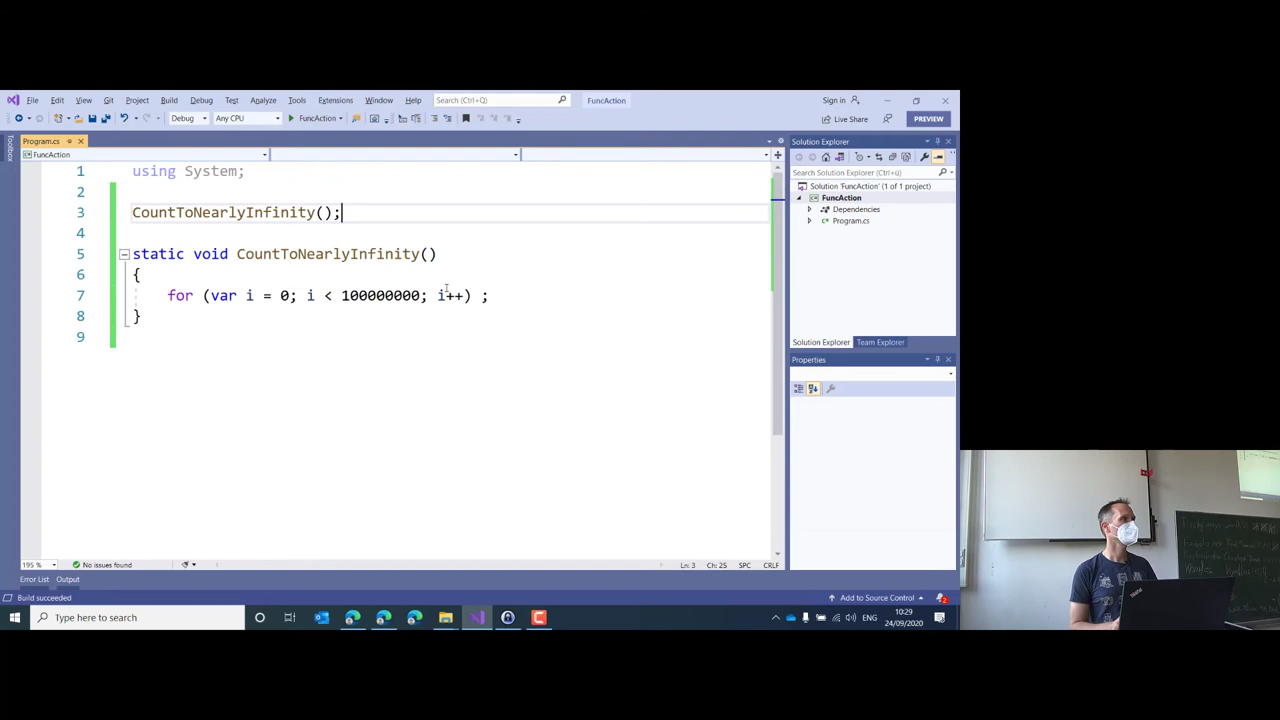 File Edit View Git Project Build Debug Test Analyze Tools Extensions Window Help Search (Ctrl+Q) FuncAction Sign in
Debug Any CPU FuncAction Live Share PREVIEW
Toolbox
Program.cs
FuncAction
1 using System;
2
3 CountToNearlyInfinity();
4
5 static void CountToNearlyInfinity()
6 {
7 for (var i = 0; i < 100000000; i++) ;
8 }
9
195 % No issues found Ln: 3 Ch: 25 SPC CRLF
Error List Output
Build succeeded Add to Source Control 2
Solution Explorer
Search Solution Explorer (Ctrl+ü)
Solution 'FuncAction' (1 of 1 project)
FuncAction
Dependencies
Program.cs
Solution Explorer Team Explorer
Properties
Type here to search
ENG
10:29
24/09/2020
ThinkPad